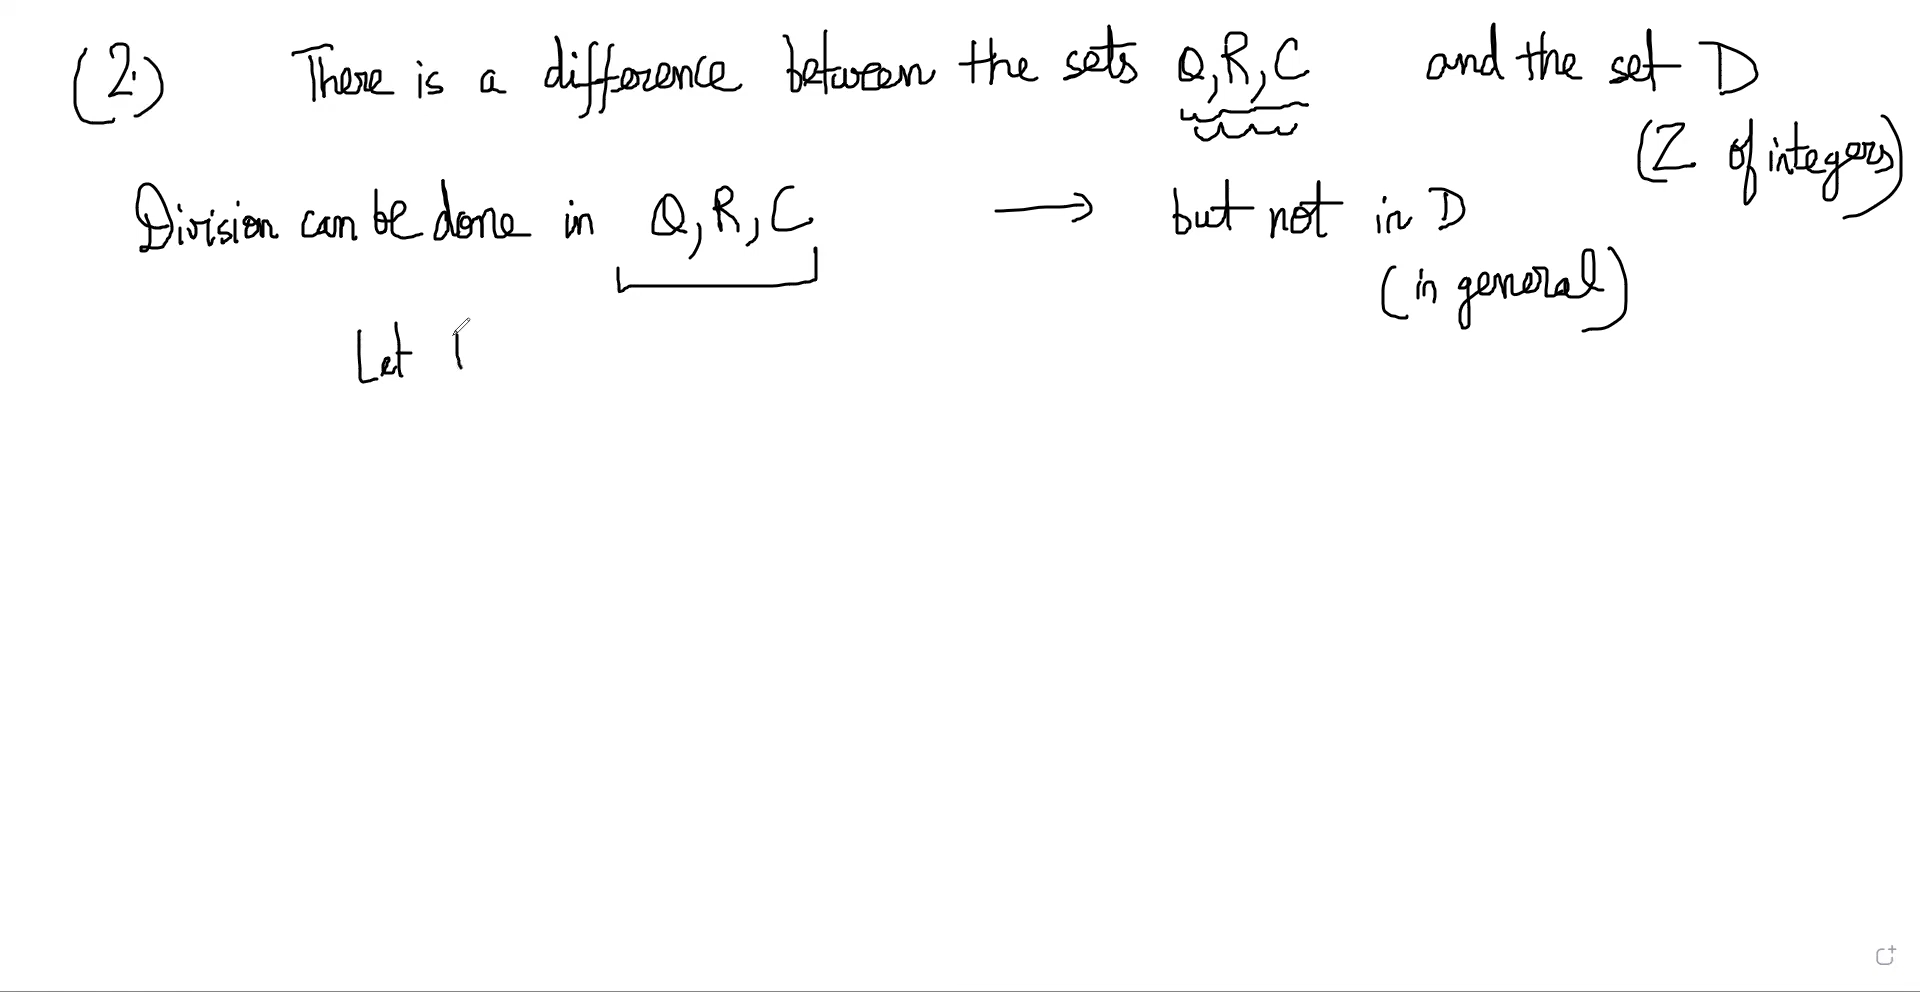 (2) There is a difference between the sets Q, R, C and the set D
(Z of integers)
Division can be done in Q, R, C → but not in D
(in general)
Let